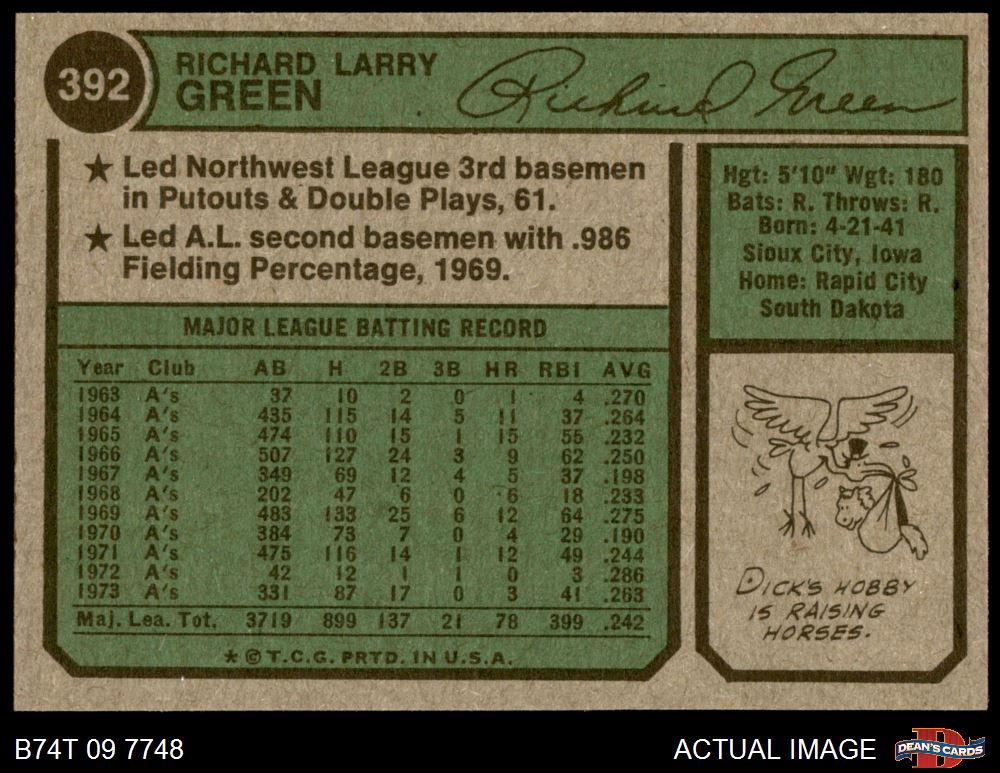 392
RICHARD LARRY
GREEN
Richard Green
★ Led Northwest League 3rd basemen
in Putouts & Double Plays, 61.
★ Led A.L. second basemen with .986
Fielding Percentage, 1969.
Hgt: 5'10" Wgt: 180
Bats: R. Throws: R.
Born: 4-21-41
Sioux City, Iowa
Home: Rapid City
South Dakota
MAJOR LEAGUE BATTING RECORD
Year Club AB H 2B 3B HR RBI AVG
1963 A's 37 10 2 0 1 4 .270
1964 A's 435 115 14 5 11 37 .264
1965 A's 474 110 15 1 15 55 .232
1966 A's 507 127 24 3 9 62 .250
1967 A's 349 69 12 4 5 37 .198
1968 A's 202 47 6 0 6 18 .233
1969 A's 483 133 25 6 12 64 .275
1970 A's 384 73 7 0 4 29 .190
1971 A's 475 116 14 1 12 49 .244
1972 A's 42 12 1 1 0 3 .286
1973 A's 331 87 17 0 3 41 .263
Maj. Lea. Tot. 3719 899 137 21 78 399 .242
* © T.C.G. PRTD. IN U.S.A.
DICK'S HOBBY
IS RAISING
HORSES.
B74T 09 7748
ACTUAL IMAGE
D
DEAN'S CARDS